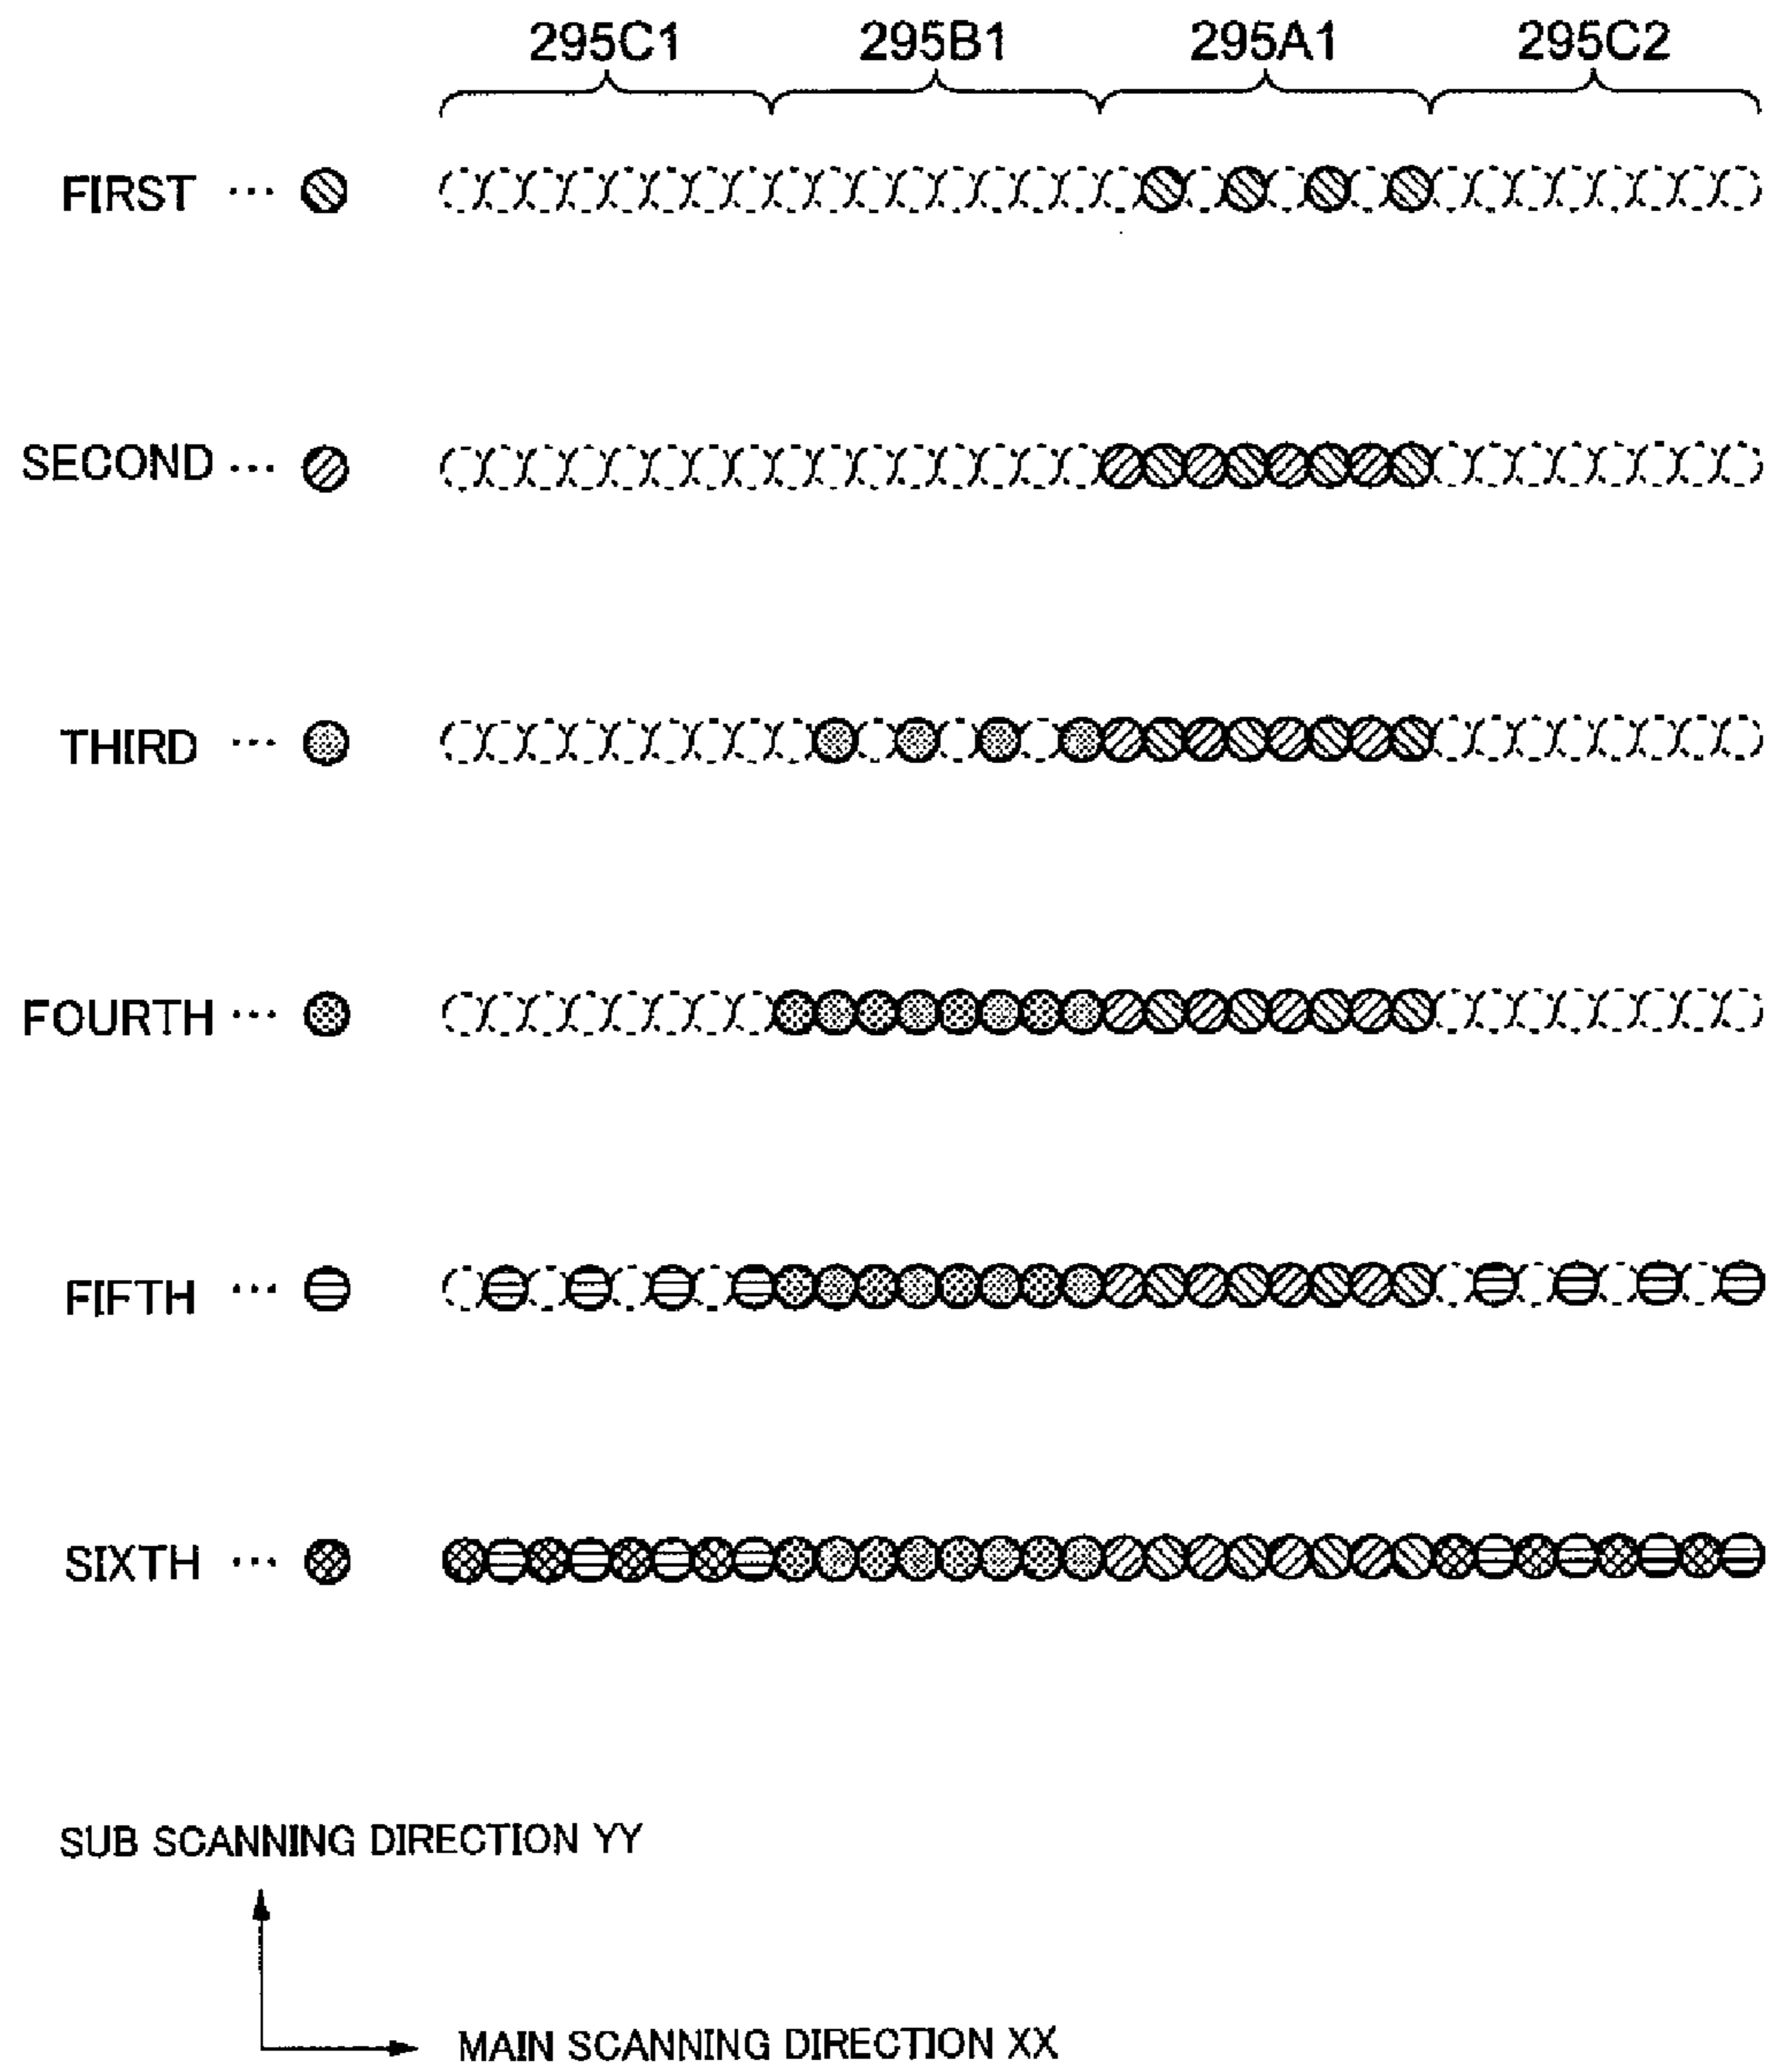 295C1 295B1 295A1 295C2
FIRST ...
SECOND ...
THIRD ...
FOURTH ...
FIFTH ...
SIXTH ...
SUB SCANNING DIRECTION YY
MAIN SCANNING DIRECTION XX